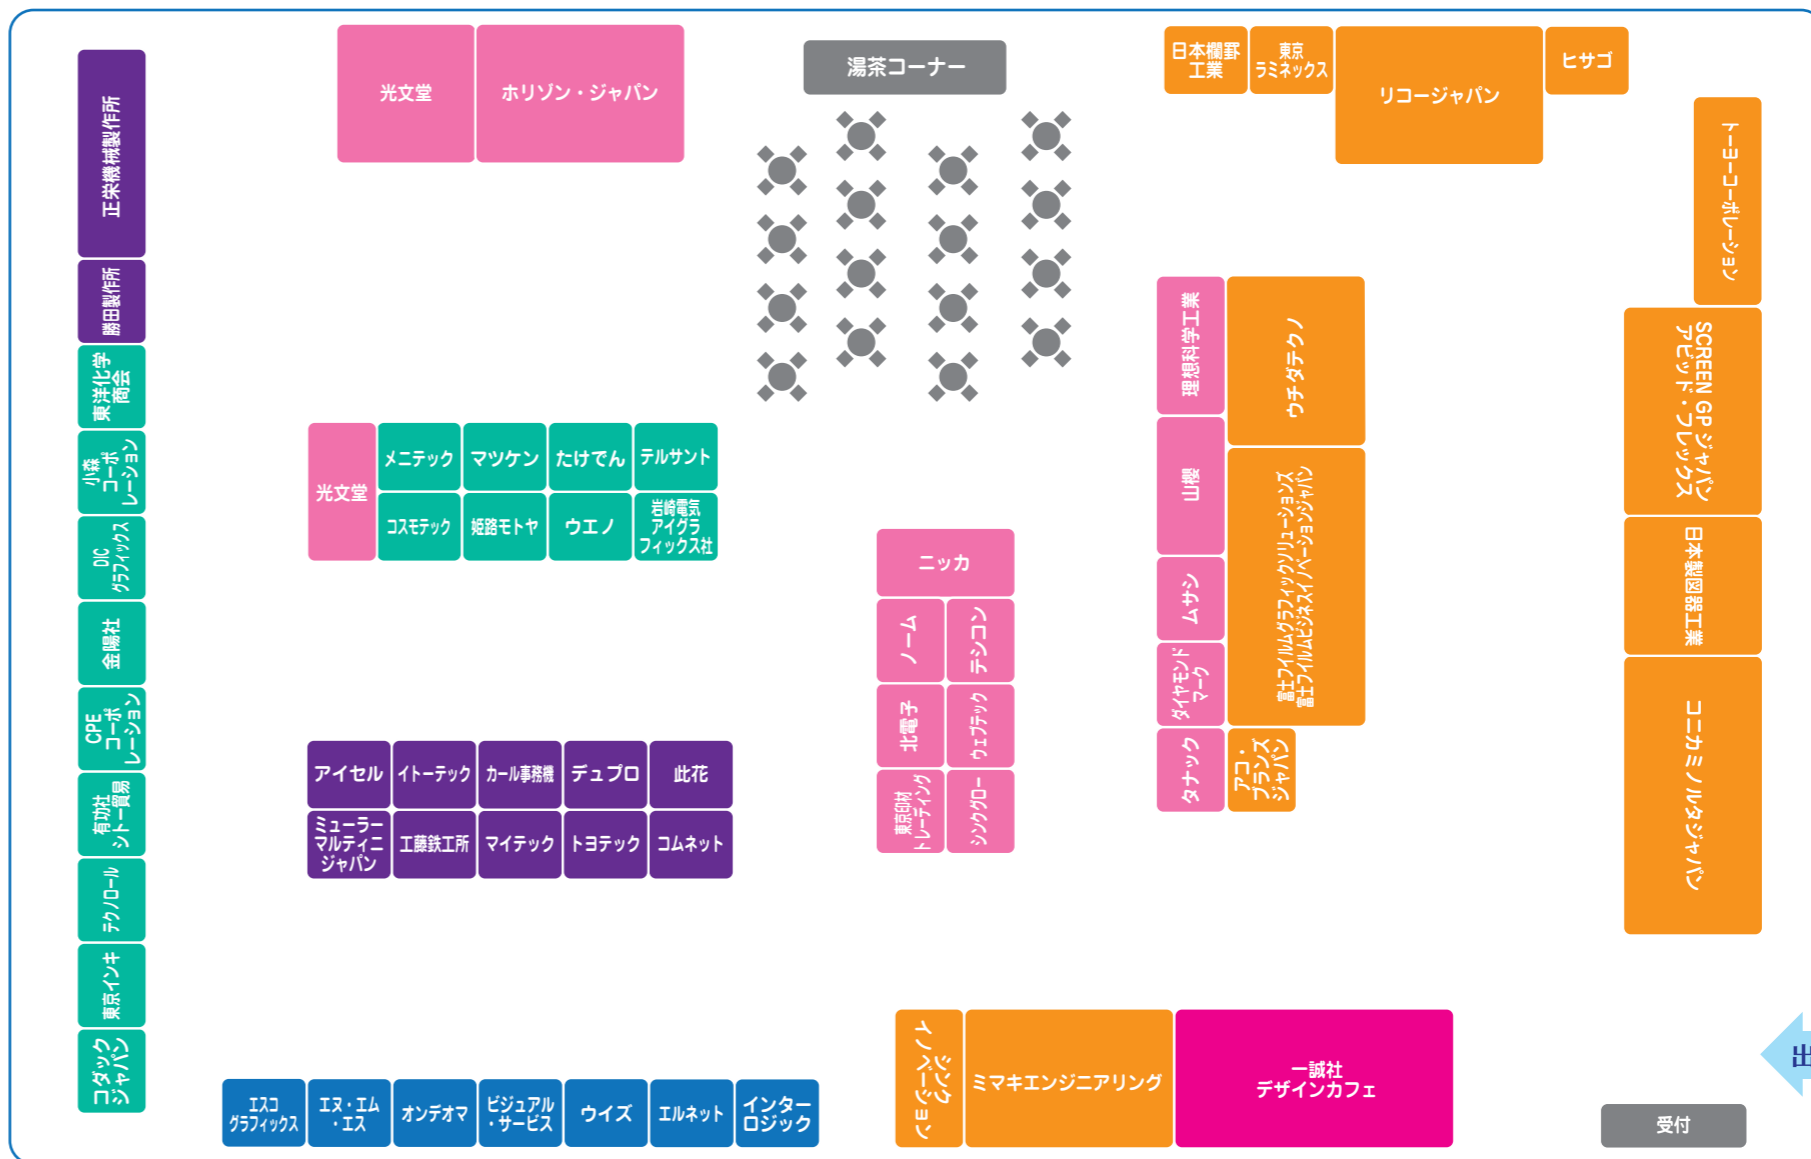 光文堂
ホリゾン・ジャパン
湯茶コーナー
日本欄罫
工業
東京
ラミネックス
リコージャパン
ヒサゴ
トーヨーコーポレーション
正栄機械製作所
勝田製作所
東洋化学
商会
小森
コーポ
レーション
DIC
グラフィックス
金陽社
CPE
コーポ
レーション
有功社
シトー貿易
テクノロール
東京インキ
コダック
ジャパン
光文堂
メニテック
マツケン
たけでん
テルサント
コスモテック
姫路モトヤ
ウエノ
岩崎電気
アイグラ
フィックス社
アイセル
イトーテック
カール事務機
デュプロ
此花
ミューラー
マルティニ
ジャパン
工藤鉄工所
マイテック
トヨテック
コムネット
ニッカ
ノーム
テシコン
北電子
ウェブテック
東京印材
トレーディング
シンクグロー
理想科学工業
山櫻
ムサシ
ダイヤモンド
マーク
タナック
ウチダテクノ
富士フイルムグラフィックソリューションズ
富士フイルムビジネスイノベーションジャパン
アコ・
ブランズ
ジャパン
SCREEN GP ジャパン
アビッド・フレックス
日本製図器工業
コニカミノルタジャパン
エスコ
グラフィックス
エヌ・エム
・エス
オンデオマ
ビジュアル
・サービス
ウイズ
エルネット
インター
ロジック
シンク
イノベーション
ミマキエンジニアリング
一誠社
デザインカフェ
出
受付